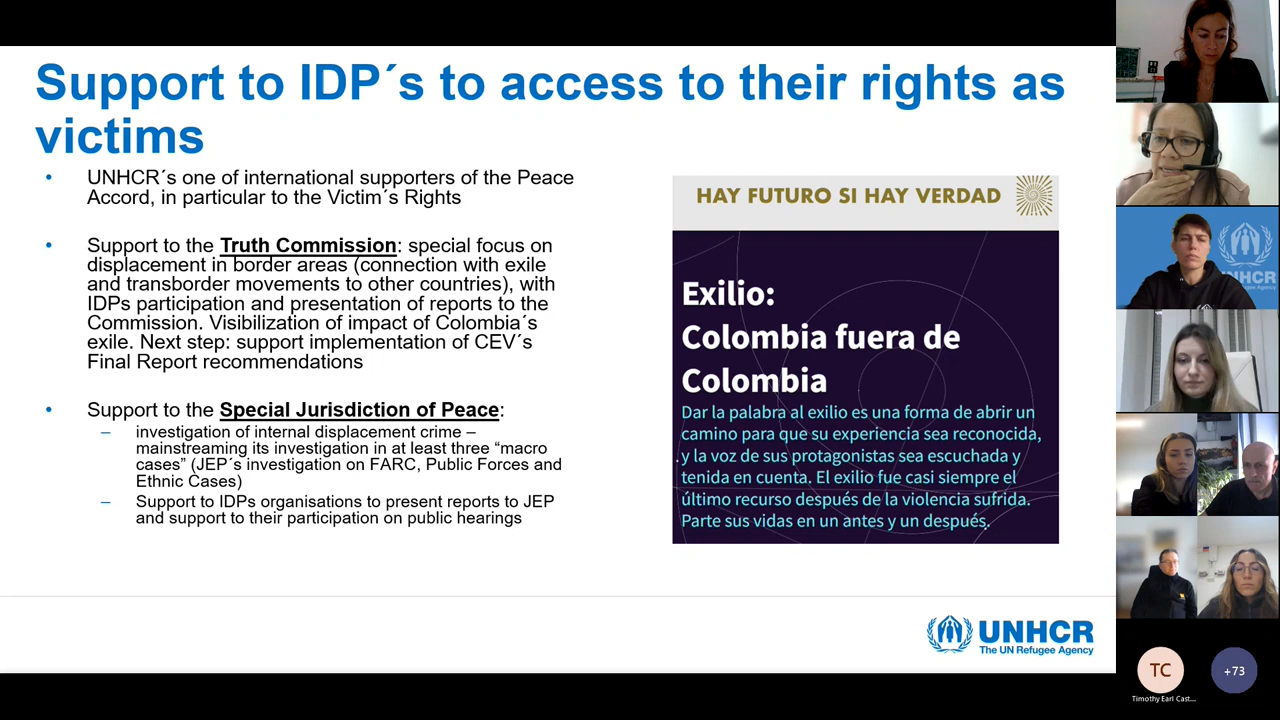 Support to IDP´s to access to their rights as
victims
• UNHCR´s one of international supporters of the Peace
Accord, in particular to the Victim´s Rights
• Support to the Truth Commission: special focus on
displacement in border areas (connection with exile
and transborder movements to other countries), with
IDPs participation and presentation of reports to the
Commission. Visibilization of impact of Colombia´s
exile. Next step: support implementation of CEV´s
Final Report recommendations
• Support to the Special Jurisdiction of Peace:
– investigation of internal displacement crime –
mainstreaming its investigation in at least three “macro
cases” (JEP´s investigation on FARC, Public Forces and
Ethnic Cases)
– Support to IDPs organisations to present reports to JEP
and support to their participation on public hearings
HAY FUTURO SI HAY VERDAD
Exilio:
Colombia fuera de
Colombia
Dar la palabra al exilio es una forma de abrir un
camino para que su experiencia sea reconocida,
y la voz de sus protagonistas sea escuchada y
tenida en cuenta. El exilio fue casi siempre el
último recurso después de la violencia sufrida.
Parte sus vidas en un antes y un después.
UNHCR
The UN Refugee Agency
UNHCR
TC
+73
Timothy Earl Cast...